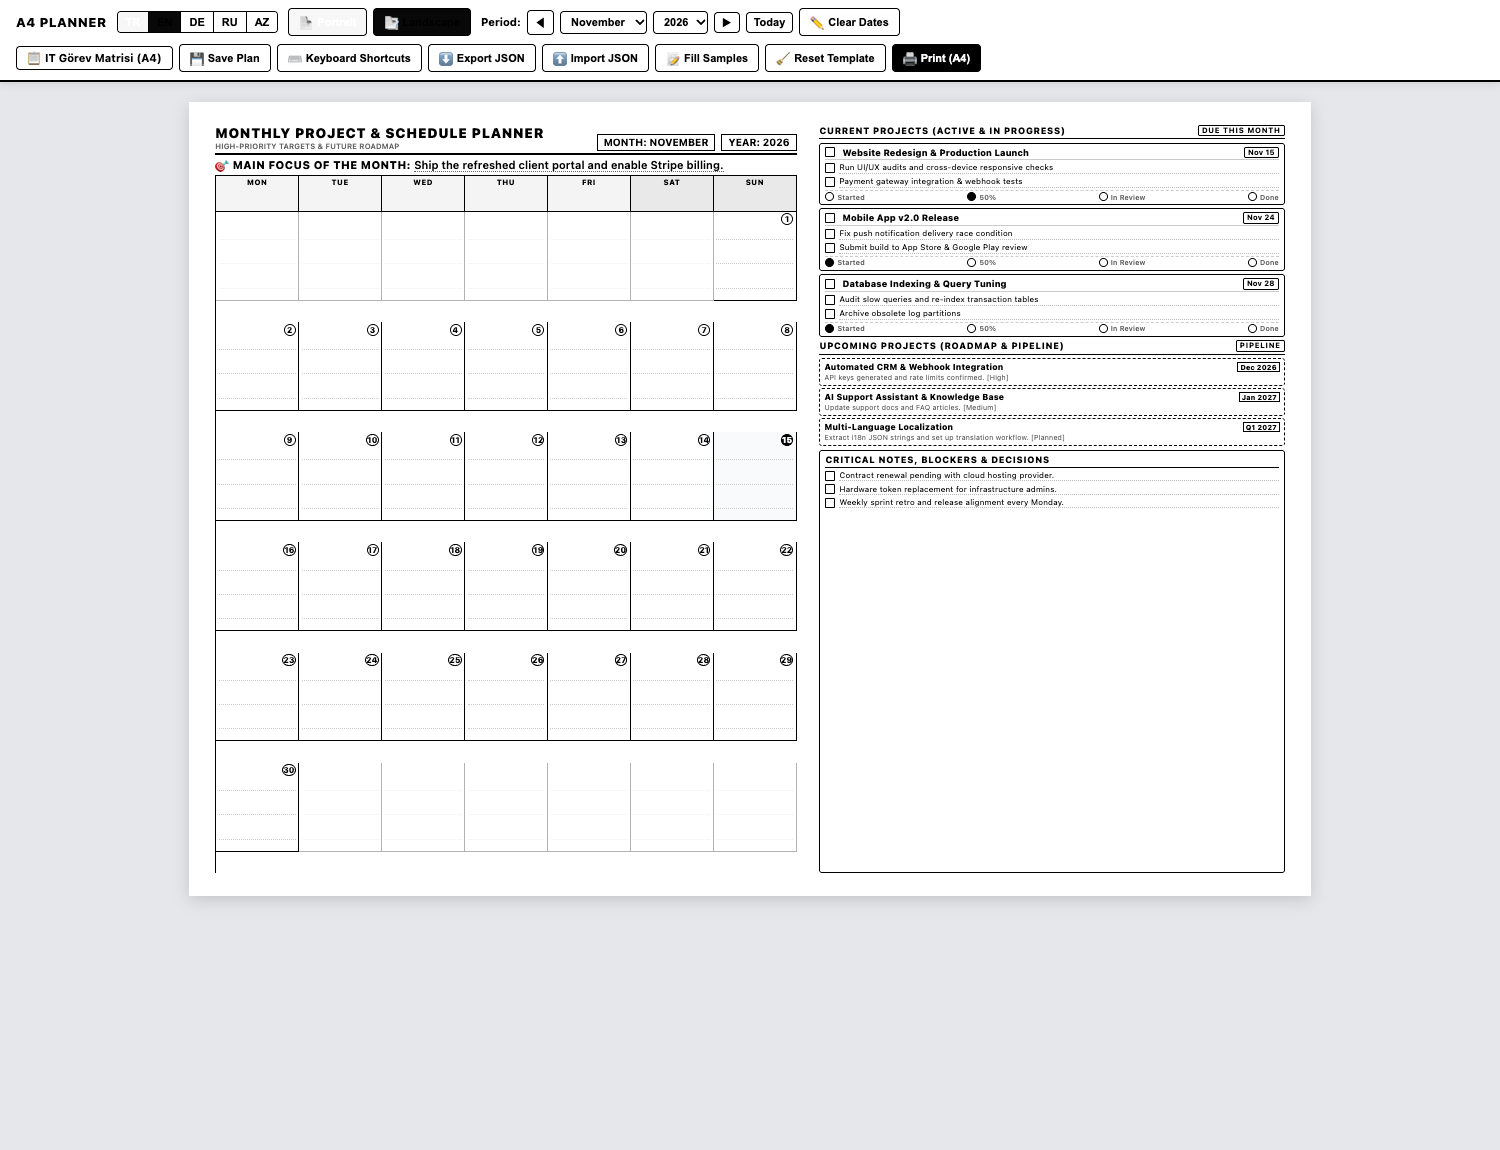 A4 PLANNER TR EN DE RU AZ Portrait Landscape Period: November 2026 Today Clear Dates
IT Görev Matrisi (A4) Save Plan Keyboard Shortcuts Export JSON Import JSON Fill Samples Reset Template Print (A4)
MONTHLY PROJECT & SCHEDULE PLANNER
HIGH-PRIORITY TARGETS & FUTURE ROADMAP
MONTH: NOVEMBER YEAR: 2026
MAIN FOCUS OF THE MONTH: Ship the refreshed client portal and enable Stripe billing.
MON TUE WED THU FRI SAT SUN
1
2 3 4 5 6 7 8
9 10 11 12 13 14 15
16 17 18 19 20 21 22
23 24 25 26 27 28 29
30
CURRENT PROJECTS (ACTIVE & IN PROGRESS) DUE THIS MONTH
Website Redesign & Production Launch Nov 15
Run UI/UX audits and cross-device responsive checks
Payment gateway integration & webhook tests
Started 50% In Review Done
Mobile App v2.0 Release Nov 24
Fix push notification delivery race condition
Submit build to App Store & Google Play review
Started 50% In Review Done
Database Indexing & Query Tuning Nov 28
Audit slow queries and re-index transaction tables
Archive obsolete log partitions
Started 50% In Review Done
UPCOMING PROJECTS (ROADMAP & PIPELINE) PIPELINE
Automated CRM & Webhook Integration Dec 2026
API keys generated and rate limits confirmed. [High]
AI Support Assistant & Knowledge Base Jan 2027
Update support docs and FAQ articles. [Medium]
Multi-Language Localization Q1 2027
Extract i18n JSON strings and set up translation workflow. [Planned]
CRITICAL NOTES, BLOCKERS & DECISIONS
Contract renewal pending with cloud hosting provider.
Hardware token replacement for infrastructure admins.
Weekly sprint retro and release alignment every Monday.